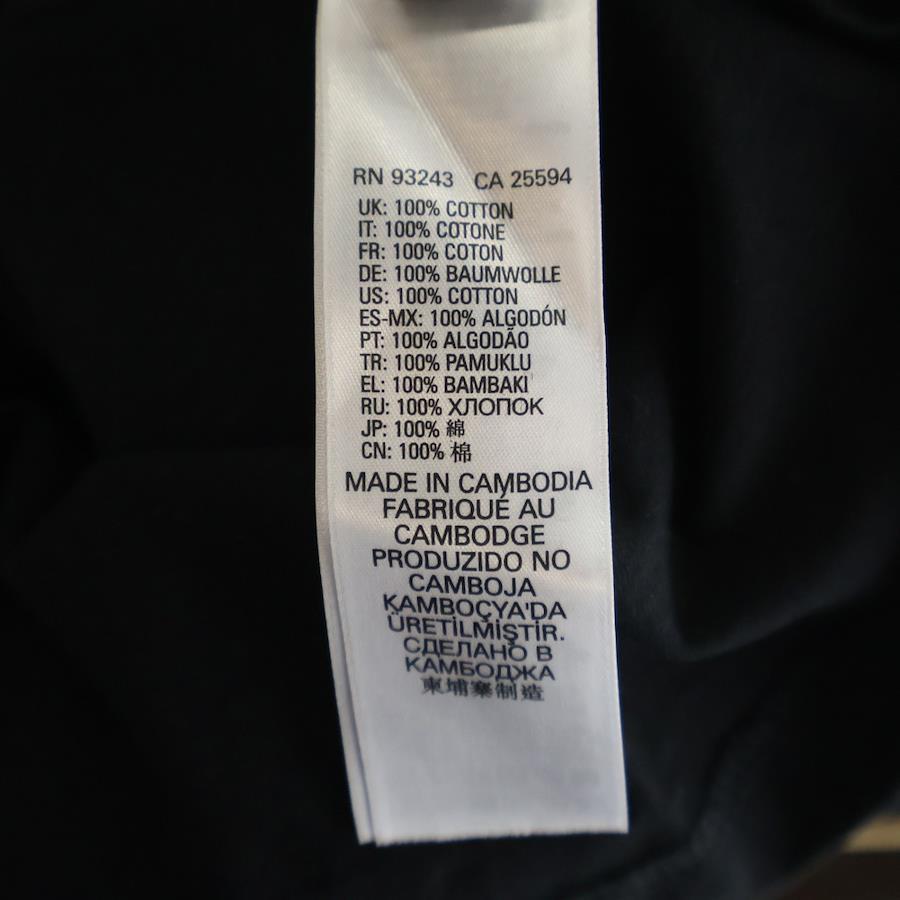 RN 93243 CA 25594
UK: 100% COTTON
IT: 100% COTONE
FR: 100% COTON
DE: 100% BAUMWOLLE
US: 100% COTTON
ES-MX: 100% ALGODÓN
PT: 100% ALGODÃO
TR: 100% PAMUKLU
EL: 100% BAMBAKI
RU: 100% ХЛОПОК
JP: 100% 綿
CN: 100% 棉
MADE IN CAMBODIA
FABRIQUÉ AU
CAMBODGE
PRODUZIDO NO
CAMBOJA
KAMBOÇYA'DA
ÜRETİLMİŞTİR.
СДЕЛАНО В
КАМБОДЖА
柬埔寨制造